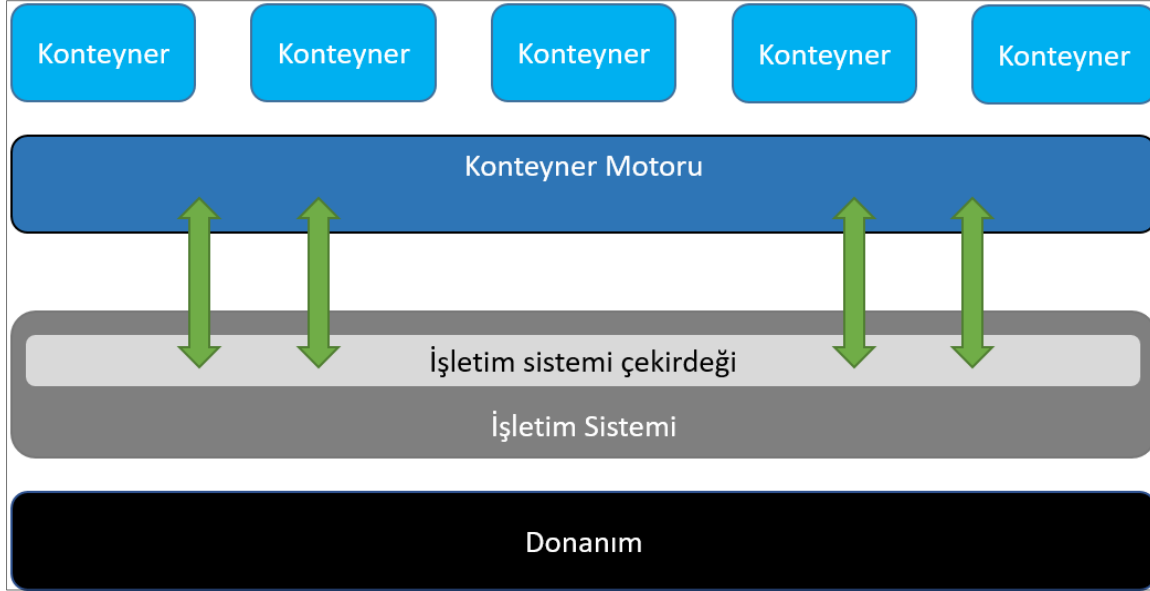 Konteyner
Konteyner
Konteyner
Konteyner
Konteyner
Konteyner Motoru
İşletim sistemi çekirdeği
İşletim Sistemi
Donanım